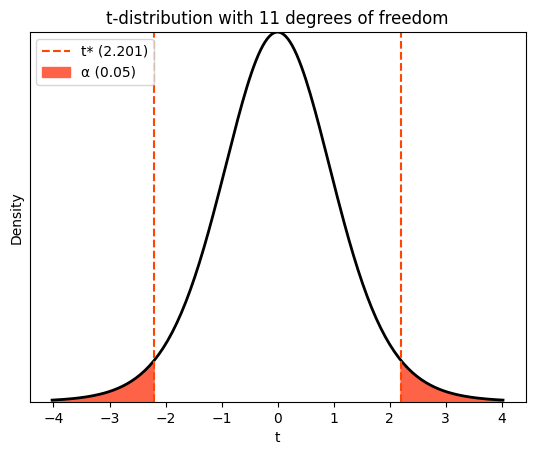 t-distribution with 11 degrees of freedom
t* (2.201)
α (0.05)
Density
−4 −3 −2 −1 0 1 2 3 4
t